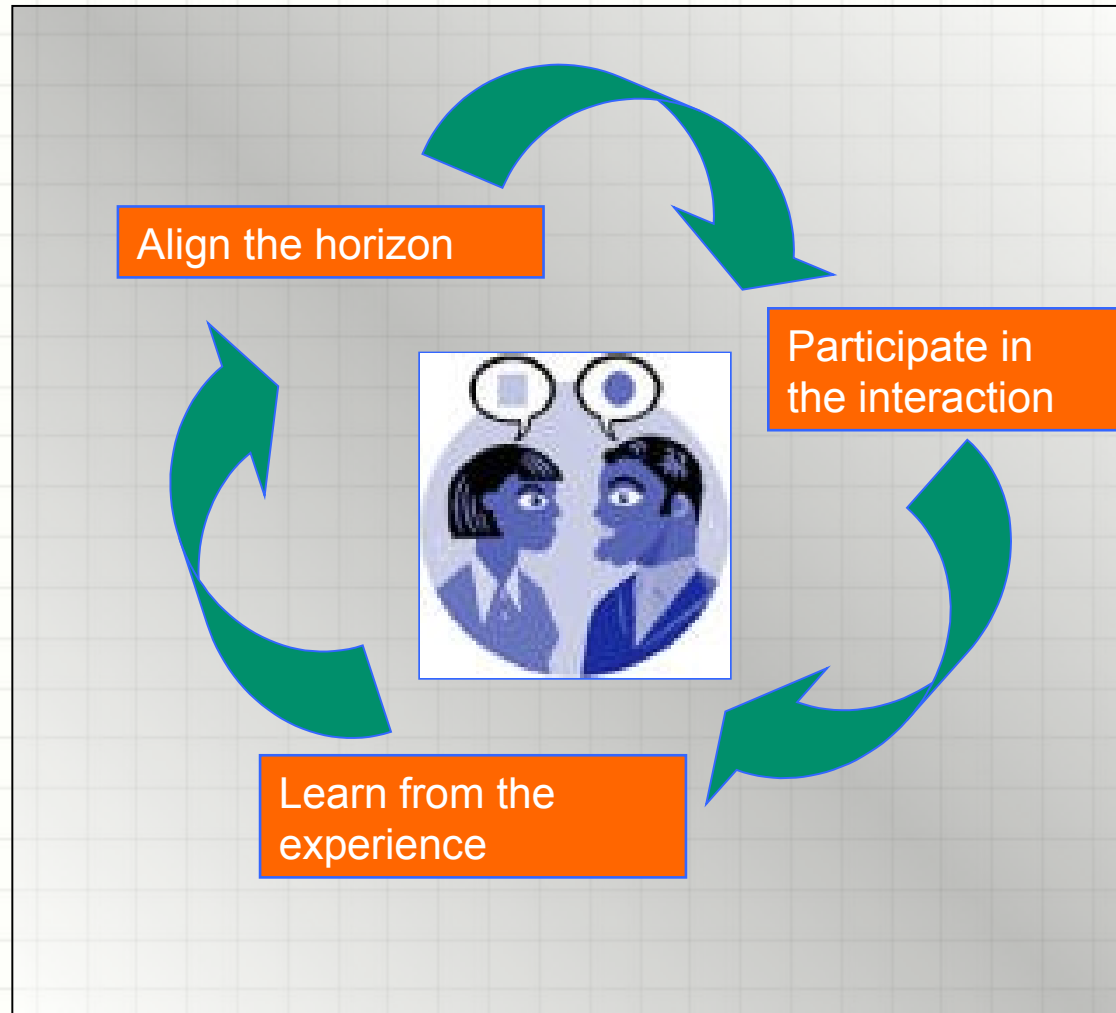 Align the horizon
Participate in
the interaction
Learn from the
experience